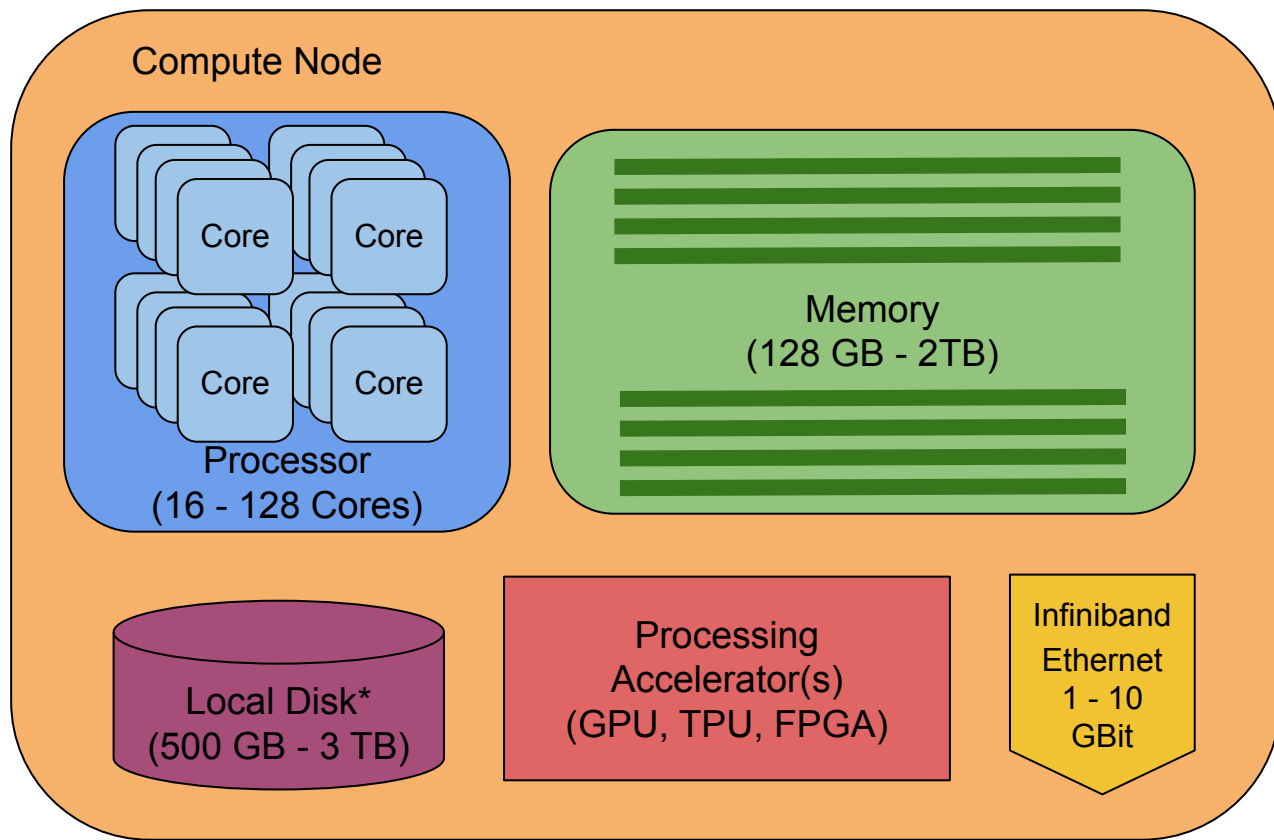 Compute Node
Core
Core
Core
Core
Processor
(16 - 128 Cores)
Memory
(128 GB - 2TB)
Local Disk*
(500 GB - 3 TB)
Processing
Accelerator(s)
(GPU, TPU, FPGA)
Infiniband
Ethernet
1 - 10
GBit